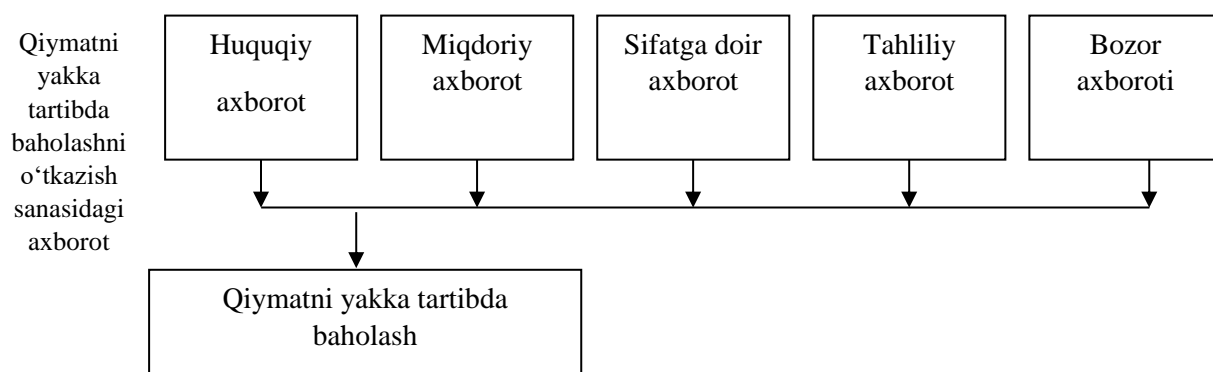 Qiymatni
yakka
tartibda
baholashni
o‘tkazish
sanasidagi
axborot
Huquqiy
axborot
Miqdoriy
axborot
Sifatga doir
axborot
Tahliliy
axborot
Bozor
axboroti
Qiymatni yakka tartibda
baholash